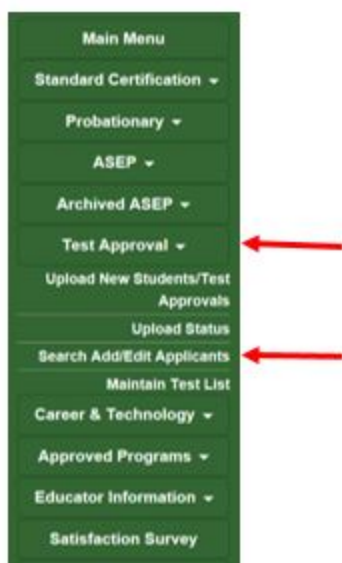 Main Menu
Standard Certification
Probationary
ASEP
Archived ASEP
Test Approval
Upload New Students/Test
Approvals
Upload Status
Search Add/Edit Applicants
Maintain Test List
Career & Technology
Approved Programs
Educator Information
Satisfaction Survey